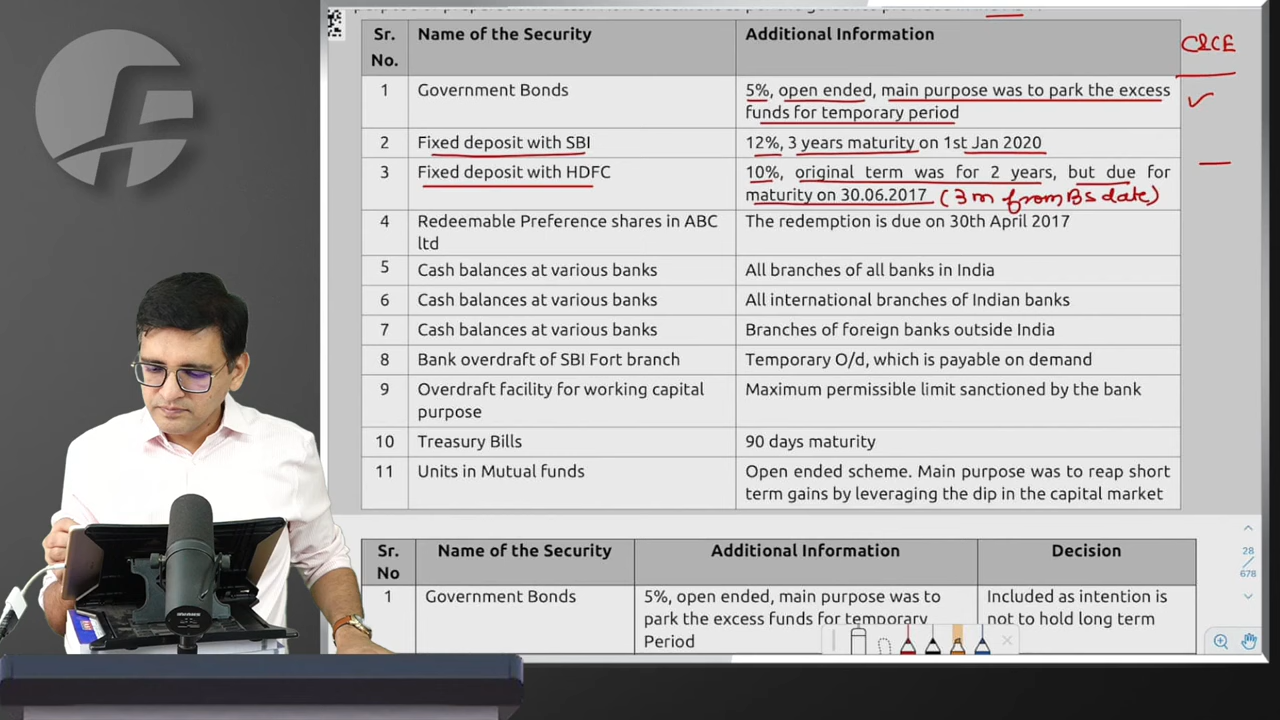 Sr. No. Name of the Security Additional Information C&CE
1 Government Bonds 5%, open ended, main purpose was to park the excess funds for temporary period ✓
2 Fixed deposit with SBI 12%, 3 years maturity on 1st Jan 2020
3 Fixed deposit with HDFC 10%, original term was for 2 years, but due for maturity on 30.06.2017 (3m from BS date)
4 Redeemable Preference shares in ABC ltd The redemption is due on 30th April 2017
5 Cash balances at various banks All branches of all banks in India
6 Cash balances at various banks All international branches of Indian banks
7 Cash balances at various banks Branches of foreign banks outside India
8 Bank overdraft of SBI Fort branch Temporary O/d, which is payable on demand
9 Overdraft facility for working capital purpose Maximum permissible limit sanctioned by the bank
10 Treasury Bills 90 days maturity
11 Units in Mutual funds Open ended scheme. Main purpose was to reap short term gains by leveraging the dip in the capital market
Sr. No Name of the Security Additional Information Decision
1 Government Bonds 5%, open ended, main purpose was to park the excess funds for temporary Period Included as intention is not to hold long term
28
/
678